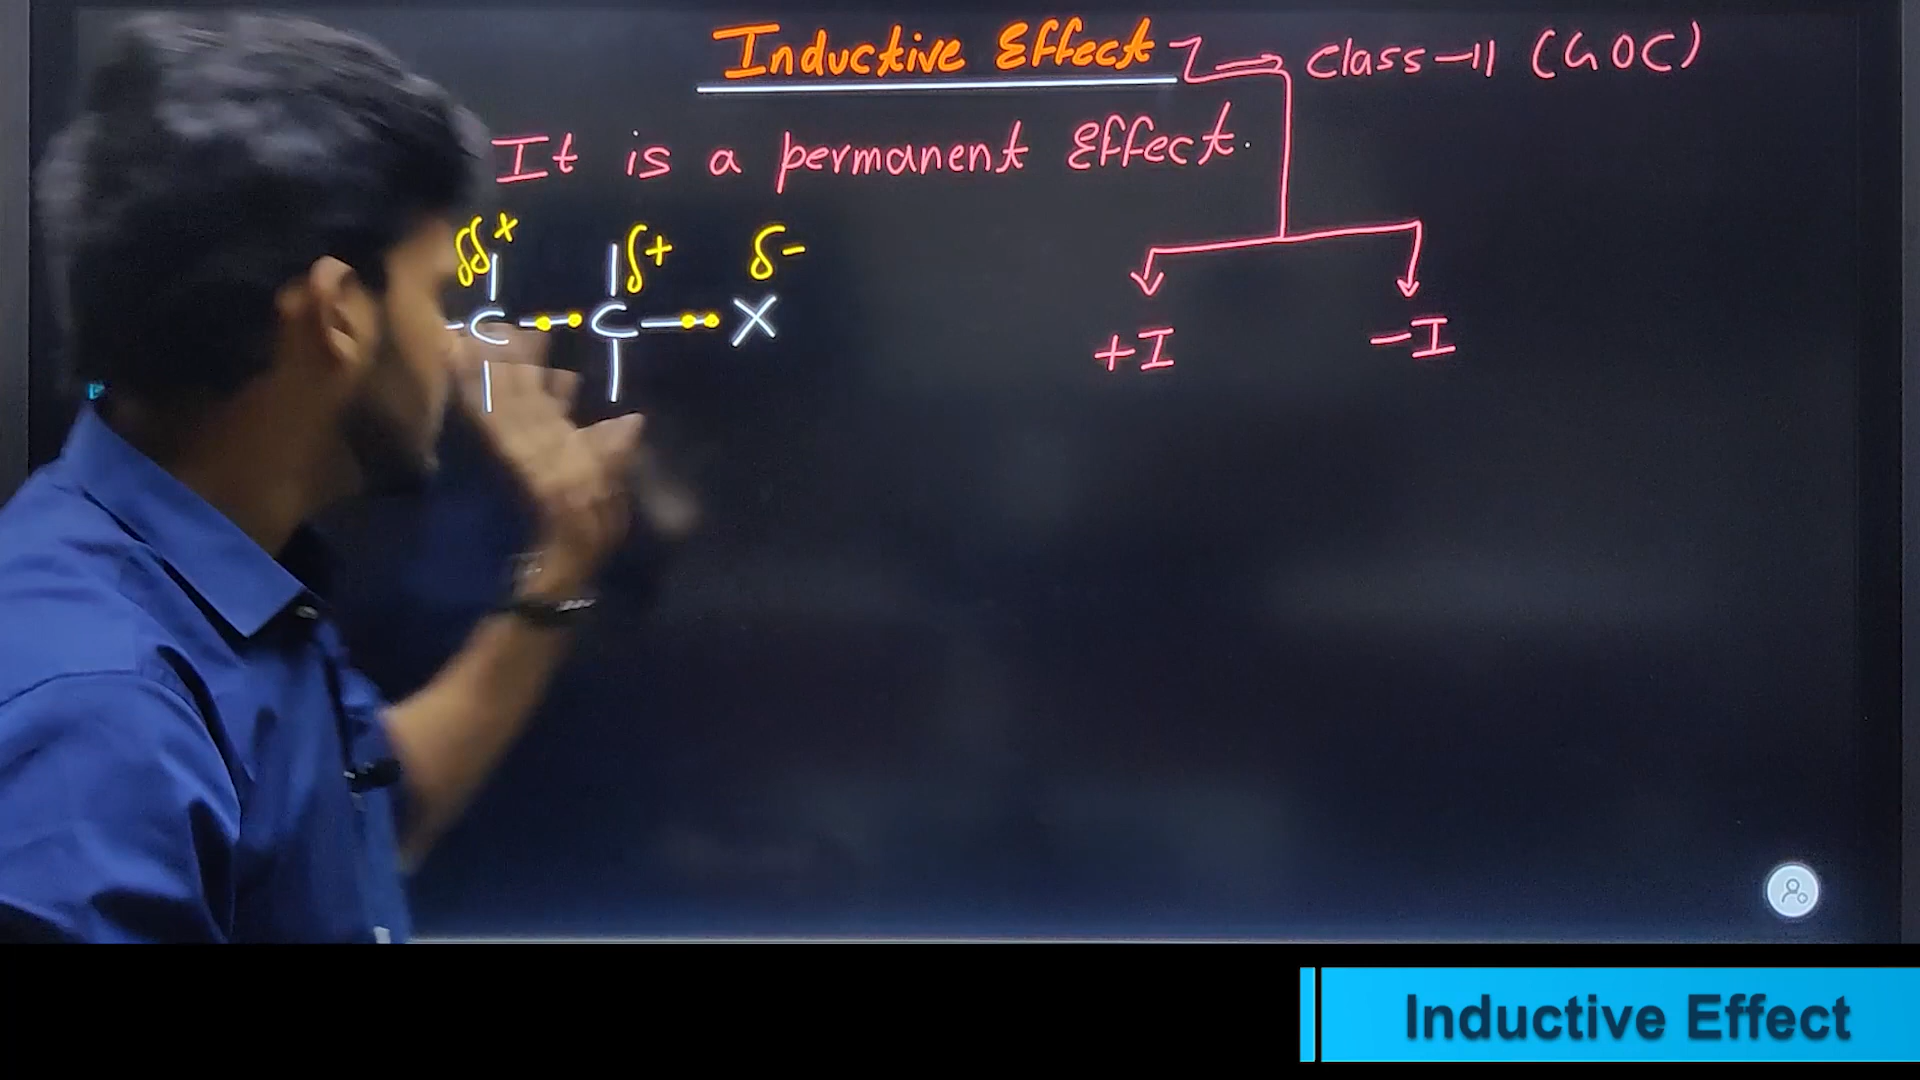 Inductive Effect → Class-11 (GOC)
It is a permanent Effect.
δδ+ δ+ δ-
-C-C-X
+I -I
Inductive Effect